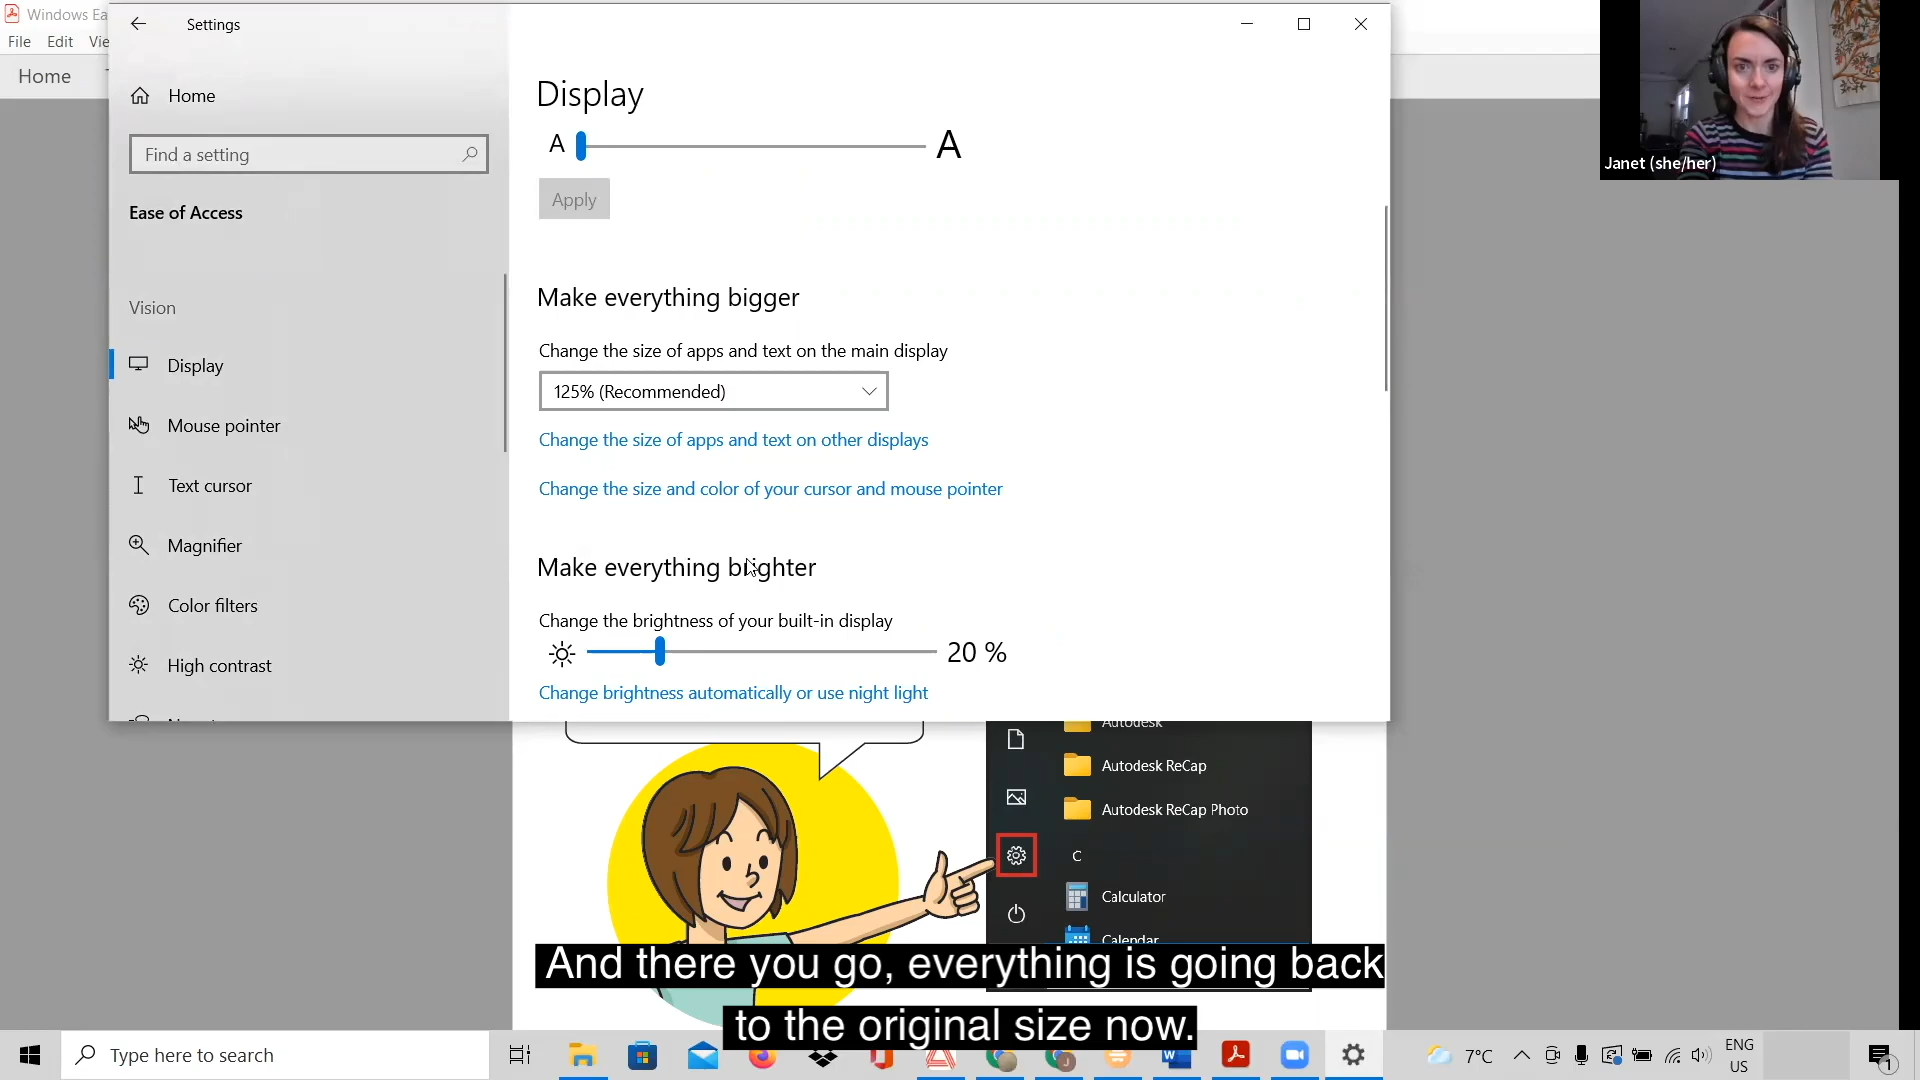 Windows Ea
File Edit Vie
Home
Settings
Home
Find a setting
Ease of Access
Vision
Display
Mouse pointer
Text cursor
Magnifier
Color filters
High contrast
Display
A A
Apply
Make everything bigger
Change the size of apps and text on the main display
125% (Recommended)
Change the size of apps and text on other displays
Change the size and color of your cursor and mouse pointer
Make everything brighter
Change the brightness of your built-in display
20 %
Change brightness automatically or use night light
Janet (she/her)
Autodesk
Autodesk ReCap
Autodesk ReCap Photo
C
Calculator
Calendar
And there you go, everything is going back
to the original size now.
Type here to search
7°C
ENG
US
1